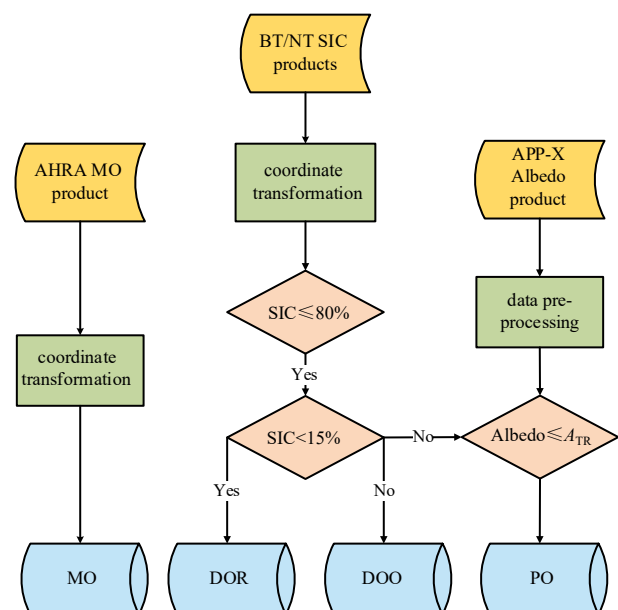 BT/NT SIC
products
AHRA MO
product
coordinate
transformation
APP-X
Albedo
product
SIC≤80%
data pre-
processing
coordinate
transformation
Yes
SIC<15%
No
Albedo≤A_TR
Yes
No
MO
DOR
DOO
PO